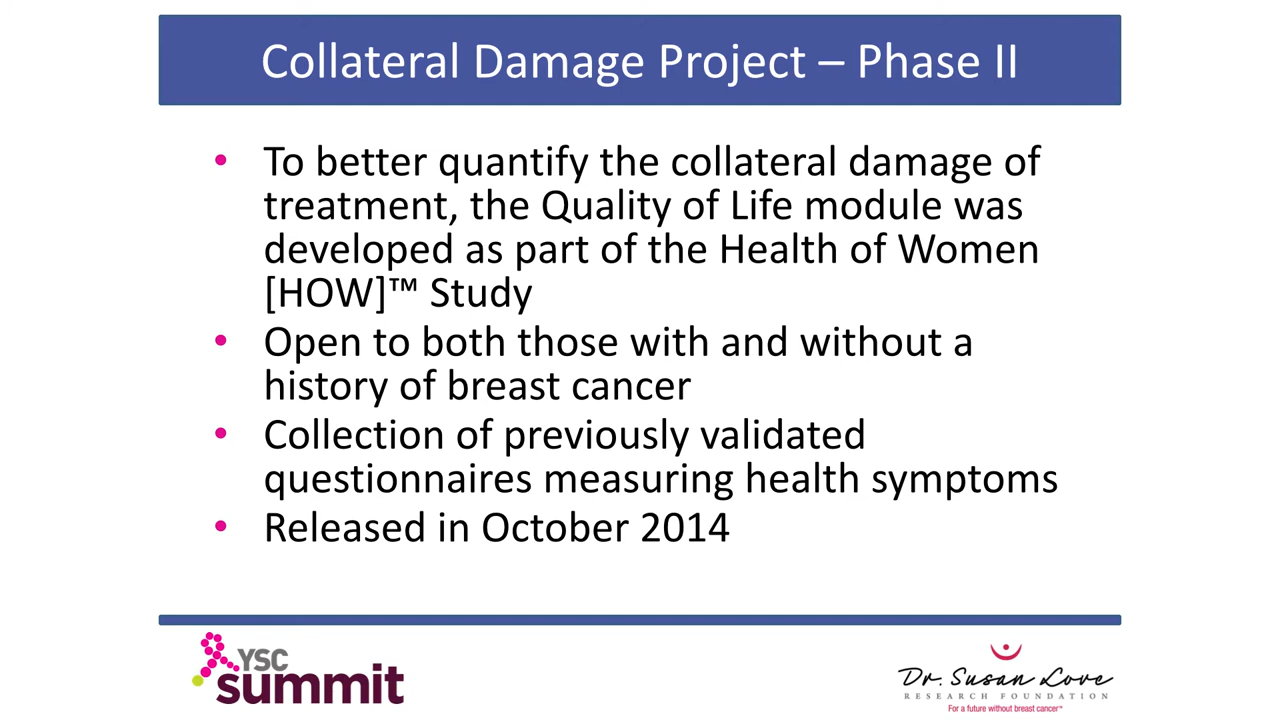 Collateral Damage Project – Phase II
• To better quantify the collateral damage of
treatment, the Quality of Life module was
developed as part of the Health of Women
[HOW]™ Study
• Open to both those with and without a
history of breast cancer
• Collection of previously validated
questionnaires measuring health symptoms
• Released in October 2014
YSC
summit
Dr. Susan Love
RESEARCH FOUNDATION
For a future without breast cancer™